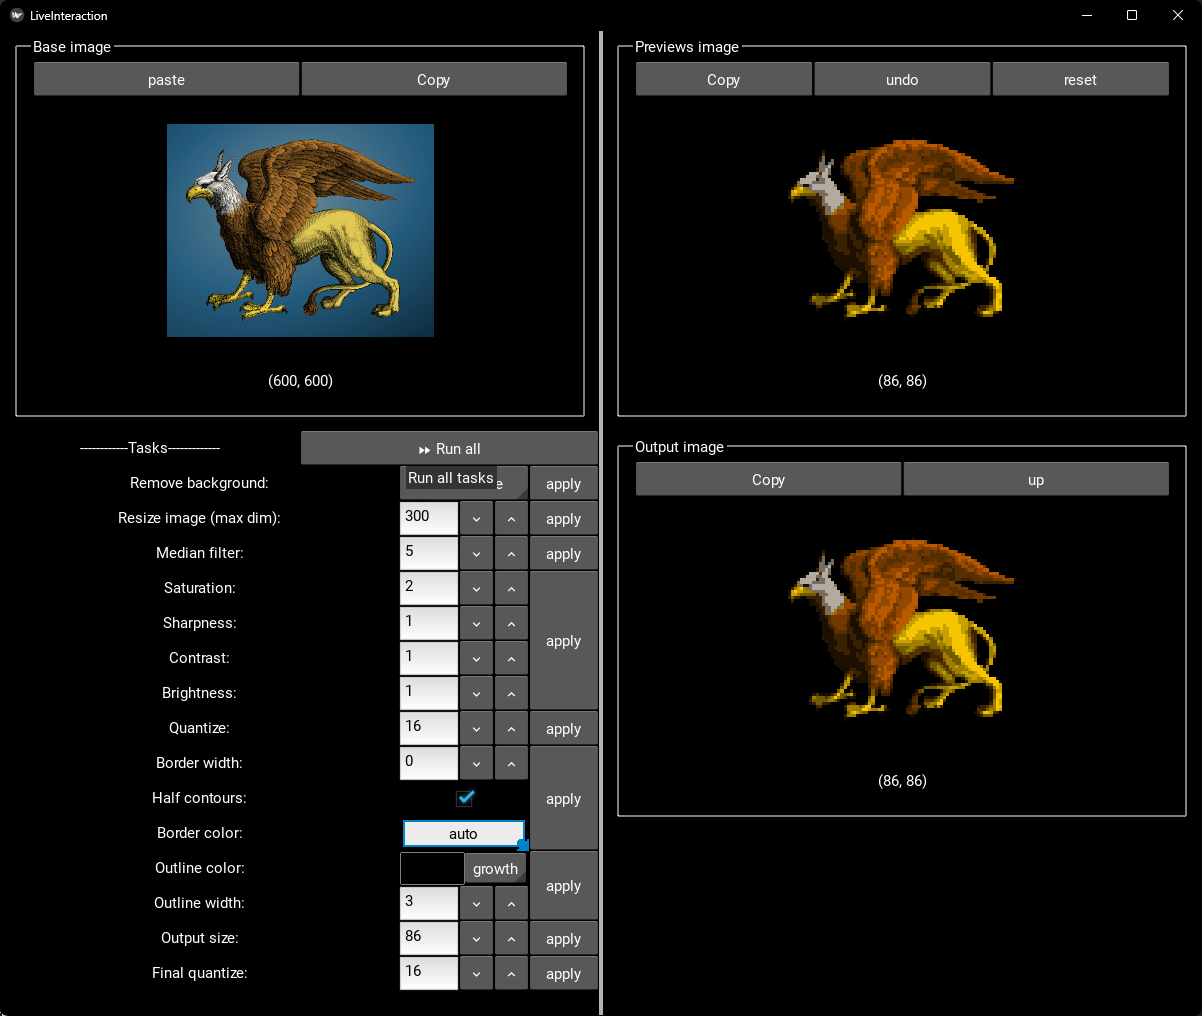 LiveInteraction
Base image
paste
Copy
(600, 600)
Previews image
Copy
undo
reset
(86, 86)
------------Tasks-------------
Run all
Remove background:
Run all tasks
apply
Resize image (max dim):
300
apply
Median filter:
5
apply
Saturation:
2
Sharpness:
1
apply
Contrast:
1
Brightness:
1
Quantize:
16
apply
Border width:
0
Half contours:
apply
Border color:
auto
Outline color:
growth
apply
Outline width:
3
Output size:
86
apply
Final quantize:
16
apply
Output image
Copy
up
(86, 86)